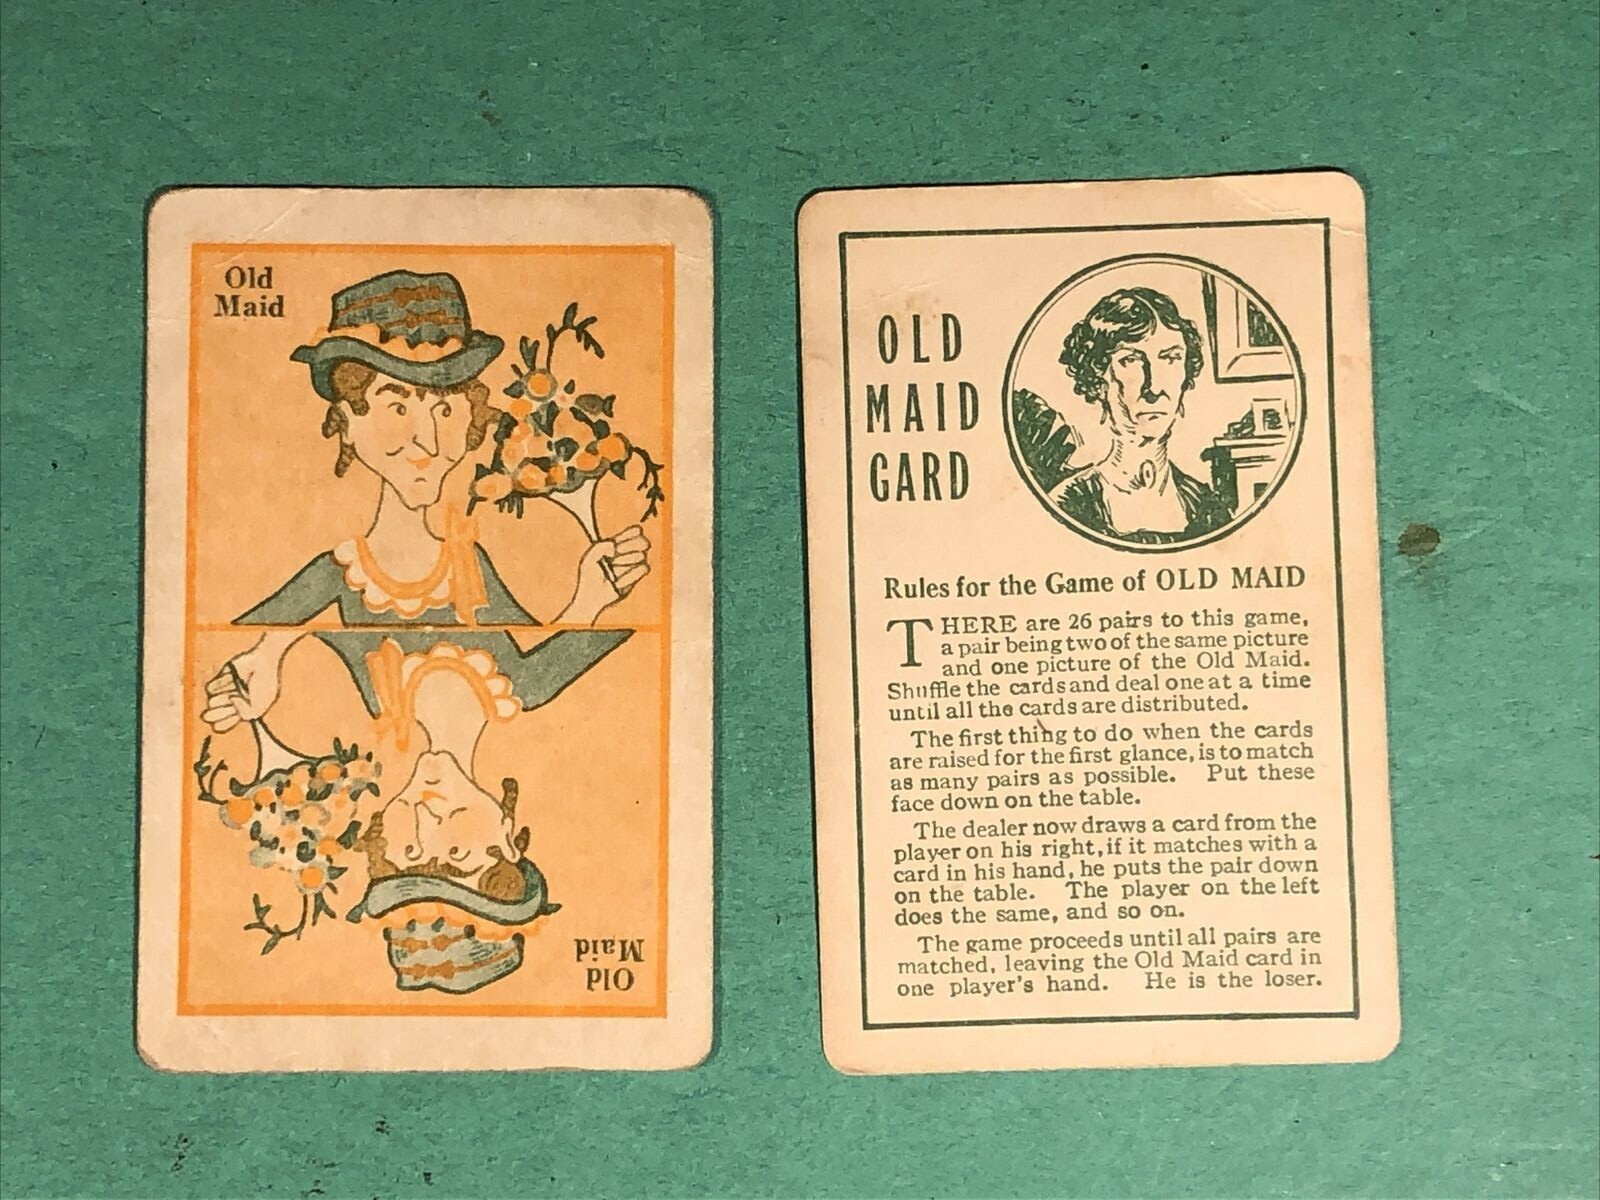 Old
Maid
Old
Maid
OLD
MAID
CARD
Rules for the Game of OLD MAID
THERE are 26 pairs to this game,
a pair being two of the same picture
and one picture of the Old Maid.
Shuffle the cards and deal one at a time
until all the cards are distributed.
The first thing to do when the cards
are raised for the first glance, is to match
as many pairs as possible. Put these
face down on the table.
The dealer now draws a card from the
player on his right, if it matches with a
card in his hand, he puts the pair down
on the table. The player on the left
does the same, and so on.
The game proceeds until all pairs are
matched, leaving the Old Maid card in
one player's hand. He is the loser.